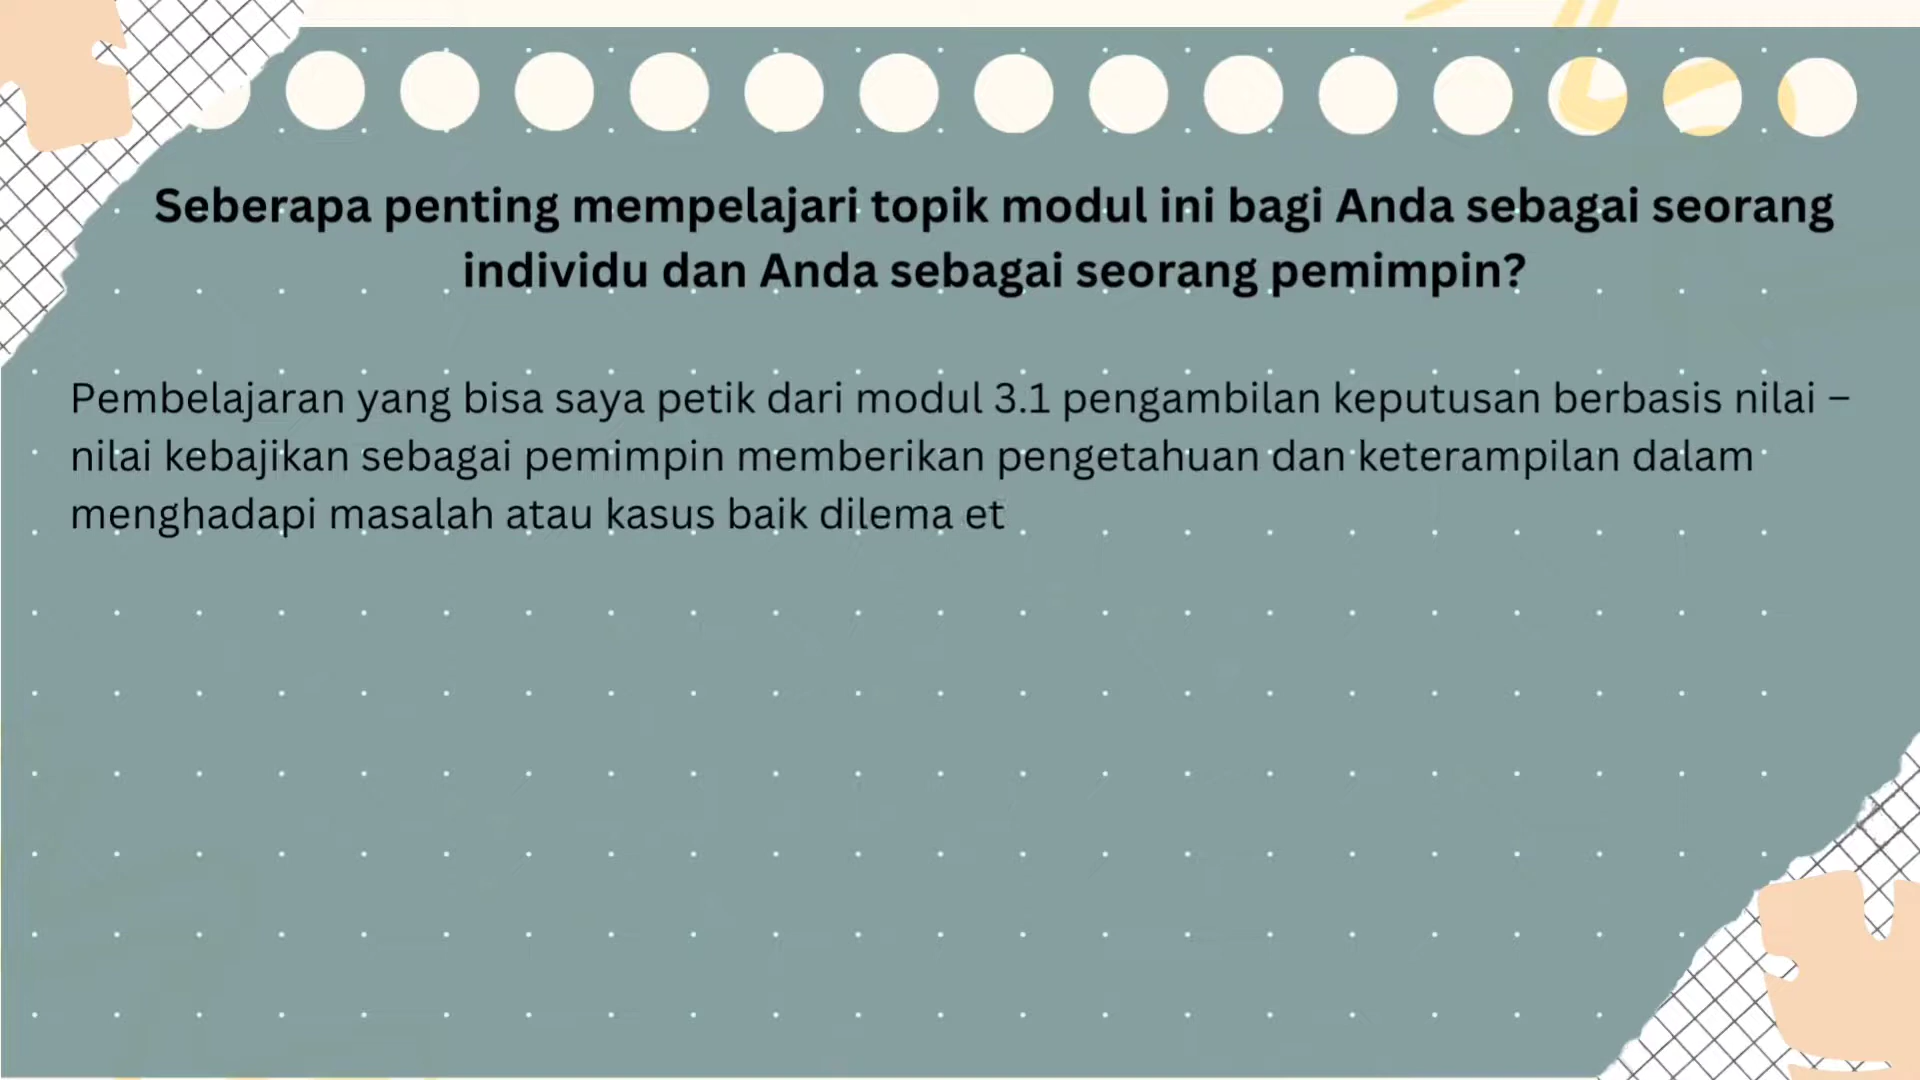 Seberapa penting mempelajari topik modul ini bagi Anda sebagai seorang
individu dan Anda sebagai seorang pemimpin?
Pembelajaran yang bisa saya petik dari modul 3.1 pengambilan keputusan berbasis nilai –
nilai kebajikan sebagai pemimpin memberikan pengetahuan dan keterampilan dalam
menghadapi masalah atau kasus baik dilema et